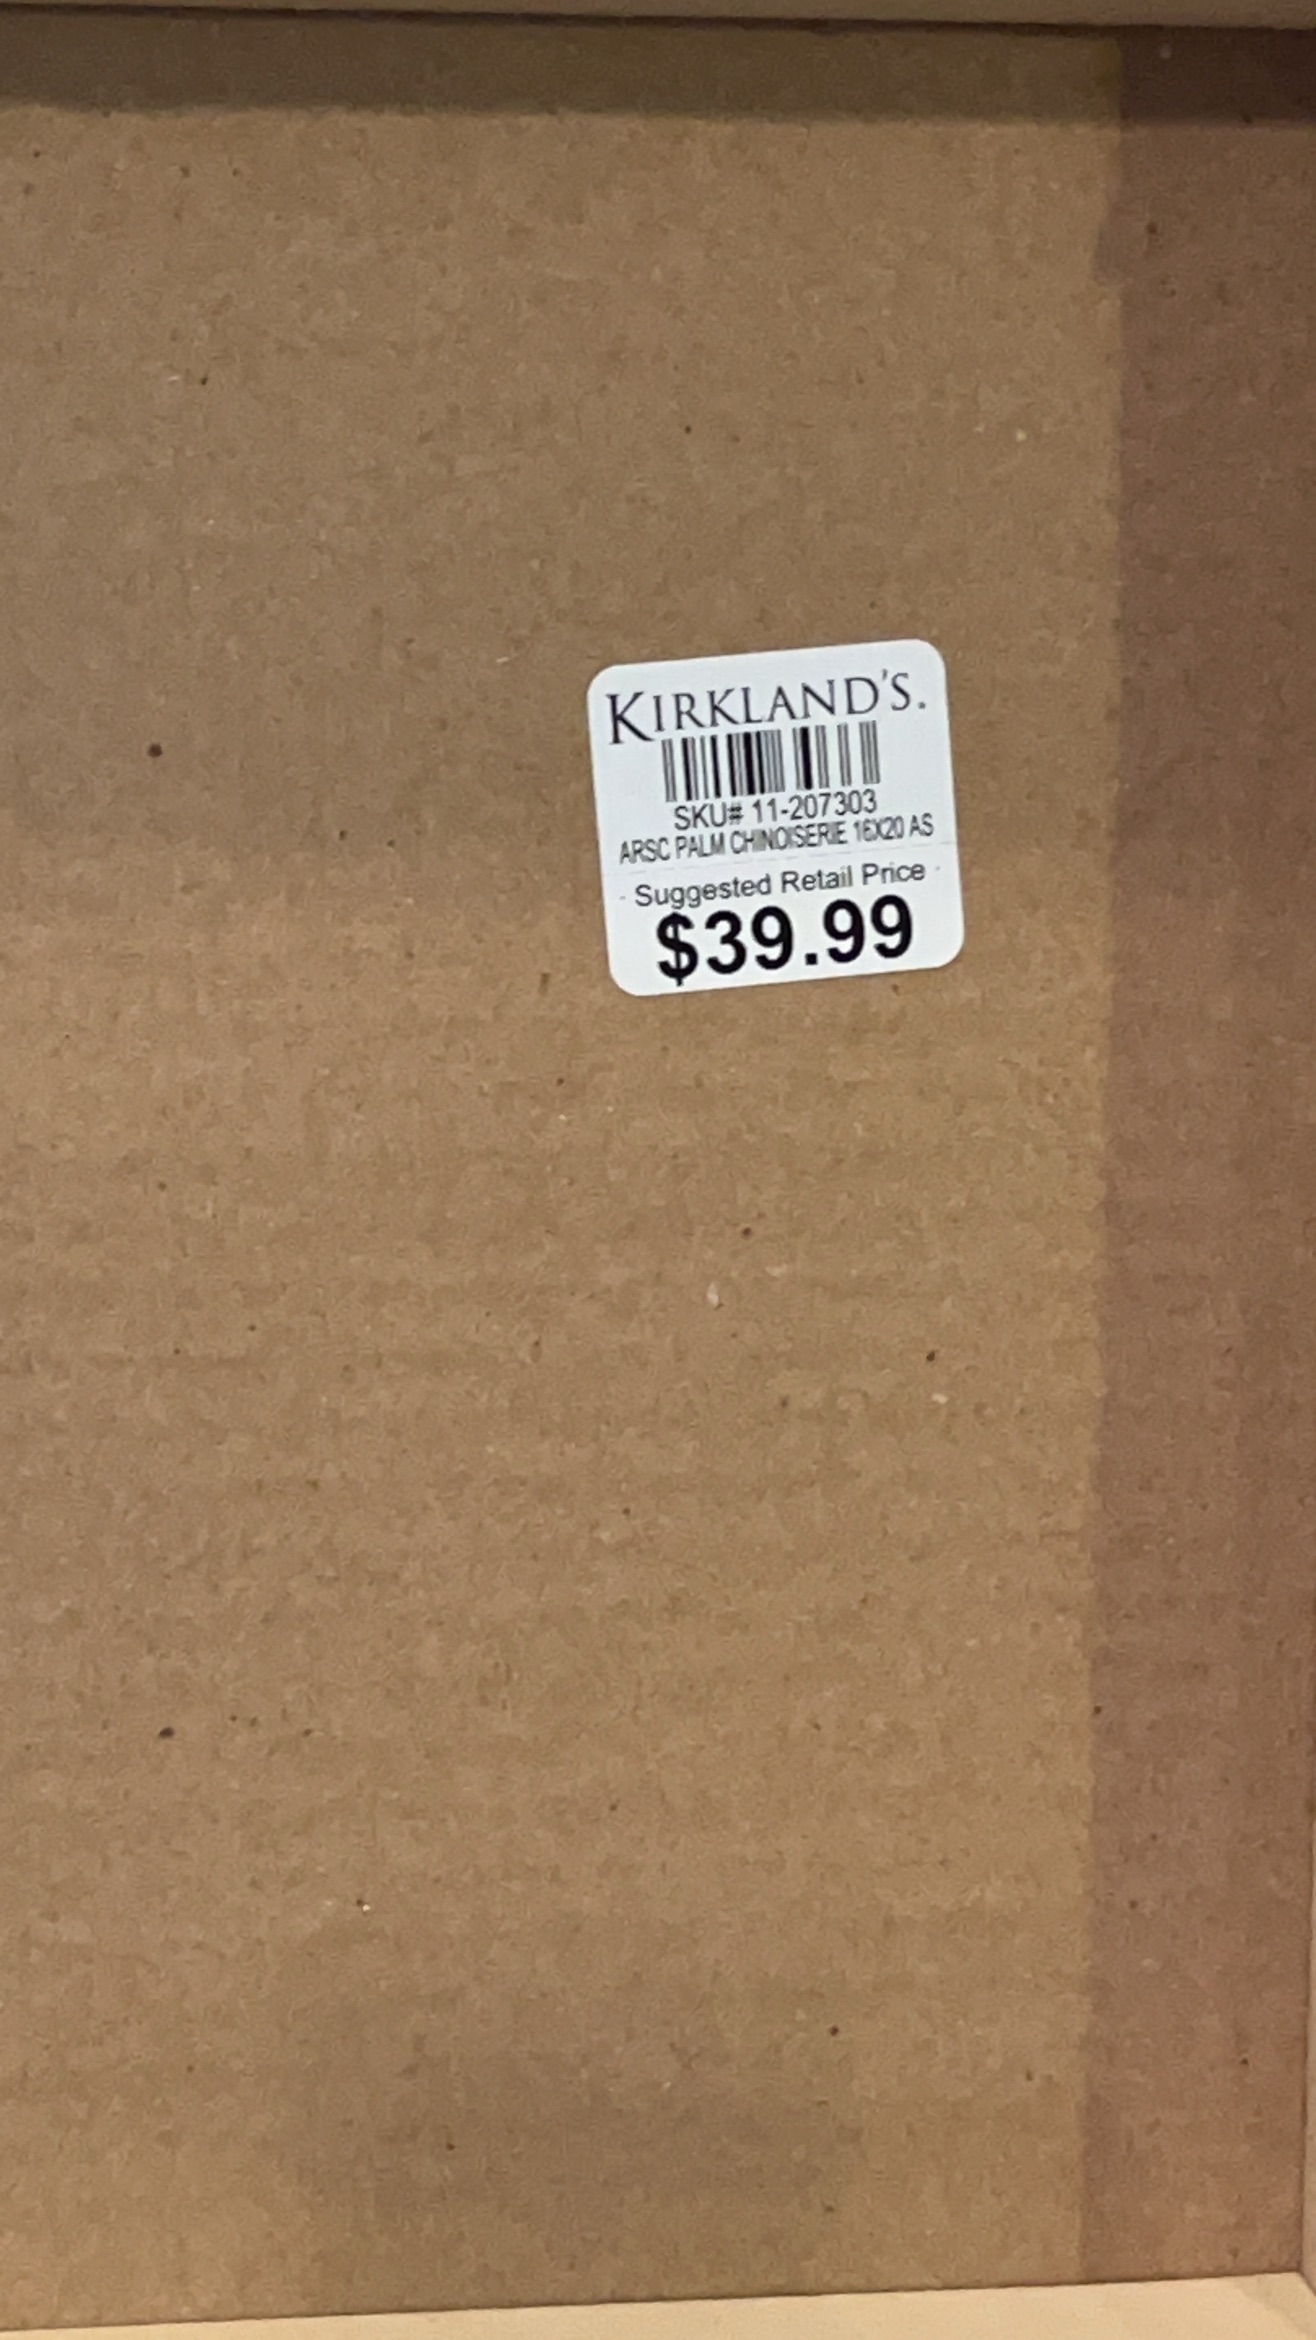 KIRKLAND'S.
SKU# 11-207303
ARSC PALM CHINOISERIE 16X20 AS
Suggested Retail Price
$39.99